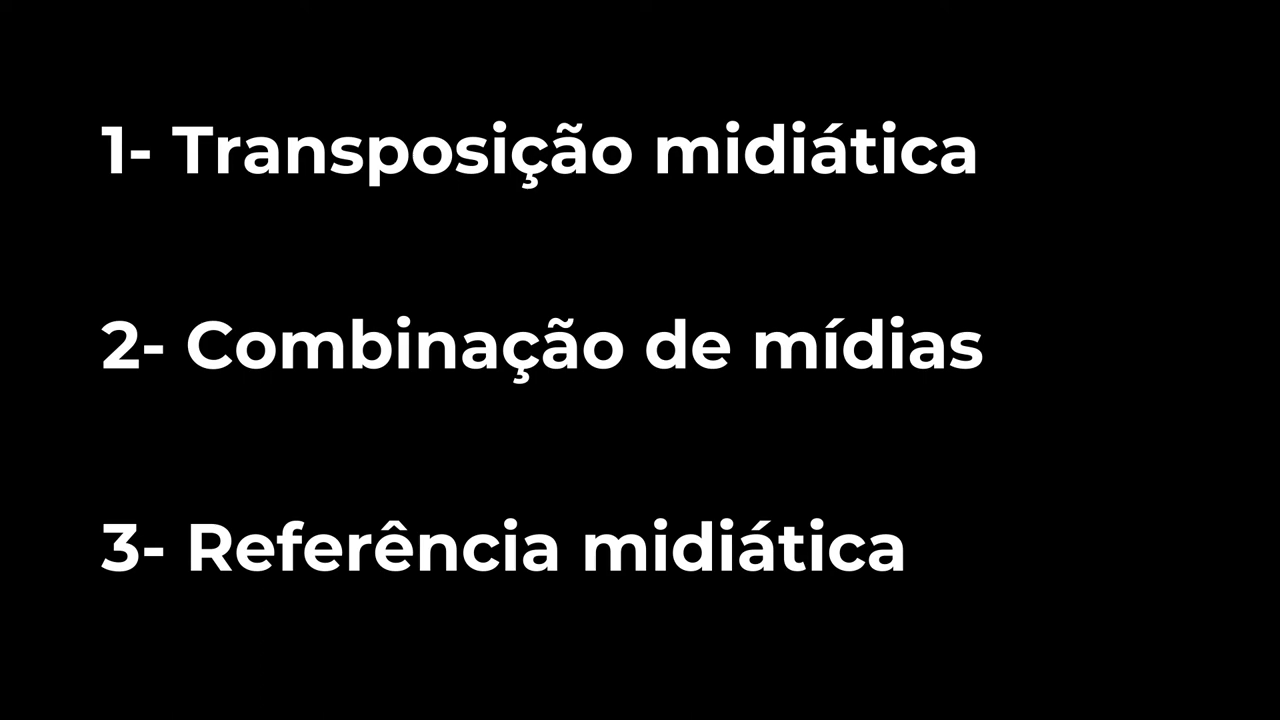 1- Transposição midiática
2- Combinação de mídias
3- Referência midiática